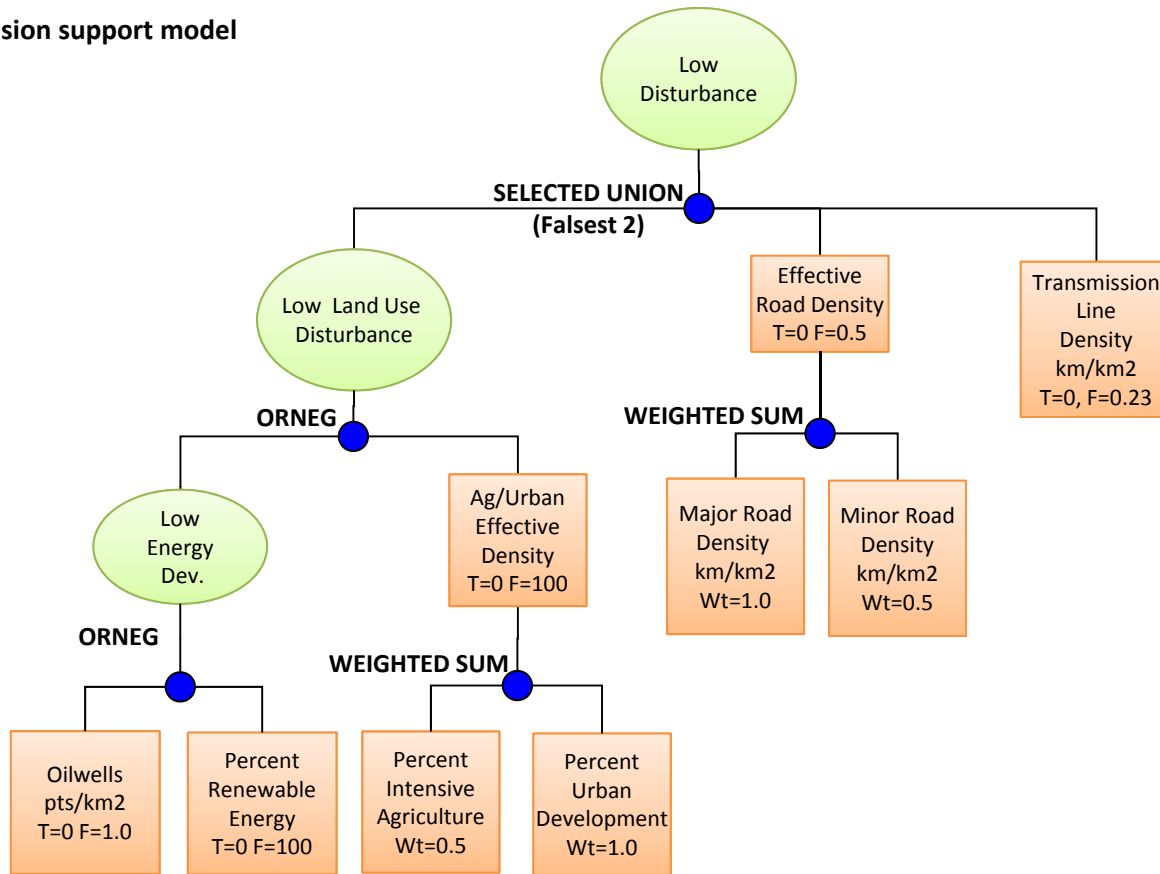 sion support model
Low
Disturbance
SELECTED UNION
(Falsest 2)
Low Land Use
Disturbance
Effective
Road Density
T=0 F=0.5
Transmission
Line
Density
km/km2
T=0, F=0.23
ORNEG
WEIGHTED SUM
Low
Energy
Dev.
Ag/Urban
Effective
Density
T=0 F=100
Major Road
Density
km/km2
Wt=1.0
Minor Road
Density
km/km2
Wt=0.5
ORNEG
WEIGHTED SUM
Oilwells
pts/km2
T=0 F=1.0
Percent
Renewable
Energy
T=0 F=100
Percent
Intensive
Agriculture
Wt=0.5
Percent
Urban
Development
Wt=1.0